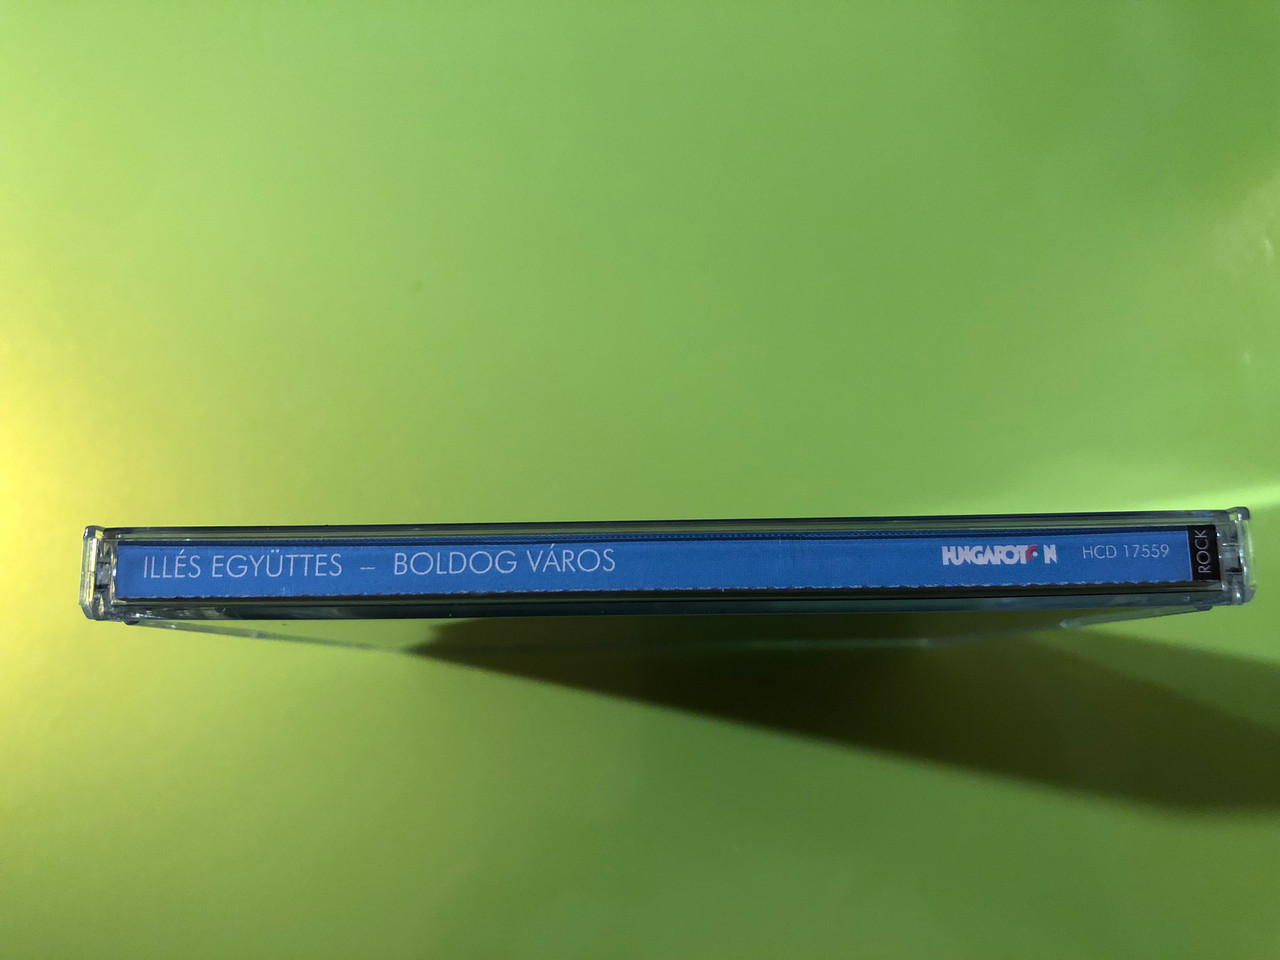 ILLÉS EGYÜTTES – BOLDOG VÁROS HUNGAROTON HCD 17559 ROCK